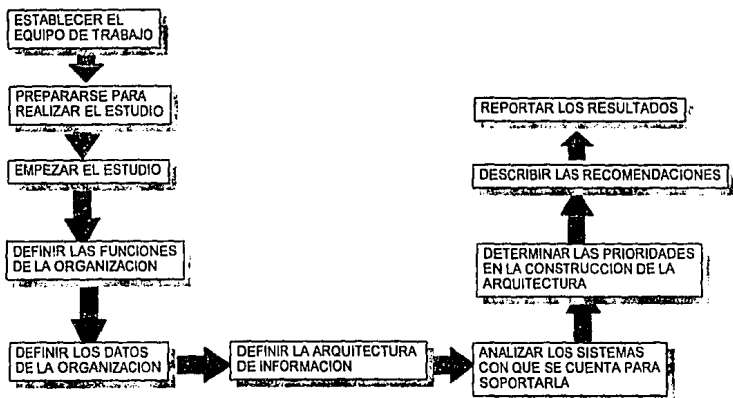 ESTABLECER EL
EQUIPO DE TRABAJO
PREPARARSE PARA
REALIZAR EL ESTUDIO
EMPEZAR EL ESTUDIO
DEFINIR LAS FUNCIONES
DE LA ORGANIZACION
DEFINIR LOS DATOS
DE LA ORGANIZACION
DEFINIR LA ARQUITECTURA
DE INFORMACION
ANALIZAR LOS SISTEMAS
CON QUE SE CUENTA PARA
SOPORTARLA
DETERMINAR LAS PRIORIDADES
EN LA CONSTRUCCION DE LA
ARQUITECTURA
DESCRIBIR LAS RECOMENDACIONES
REPORTAR LOS RESULTADOS